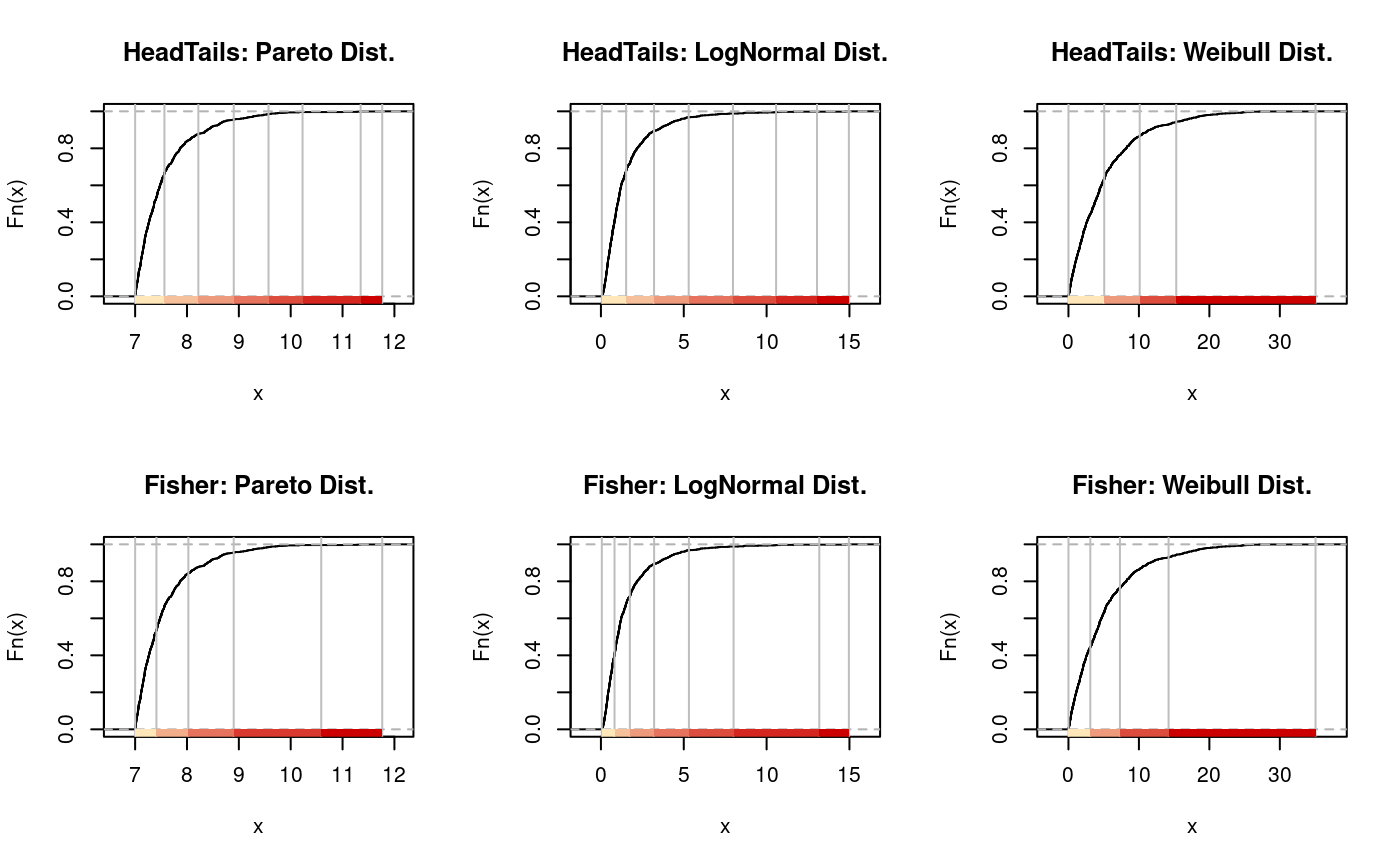 HeadTails: Pareto Dist.
Fn(x)
0.0 0.4 0.8
7 8 9 10 11 12
x
HeadTails: LogNormal Dist.
Fn(x)
0.0 0.4 0.8
0 5 10 15
x
HeadTails: Weibull Dist.
Fn(x)
0.0 0.4 0.8
0 10 20 30
x
Fisher: Pareto Dist.
Fn(x)
0.0 0.4 0.8
7 8 9 10 11 12
x
Fisher: LogNormal Dist.
Fn(x)
0.0 0.4 0.8
0 5 10 15
x
Fisher: Weibull Dist.
Fn(x)
0.0 0.4 0.8
0 10 20 30
x